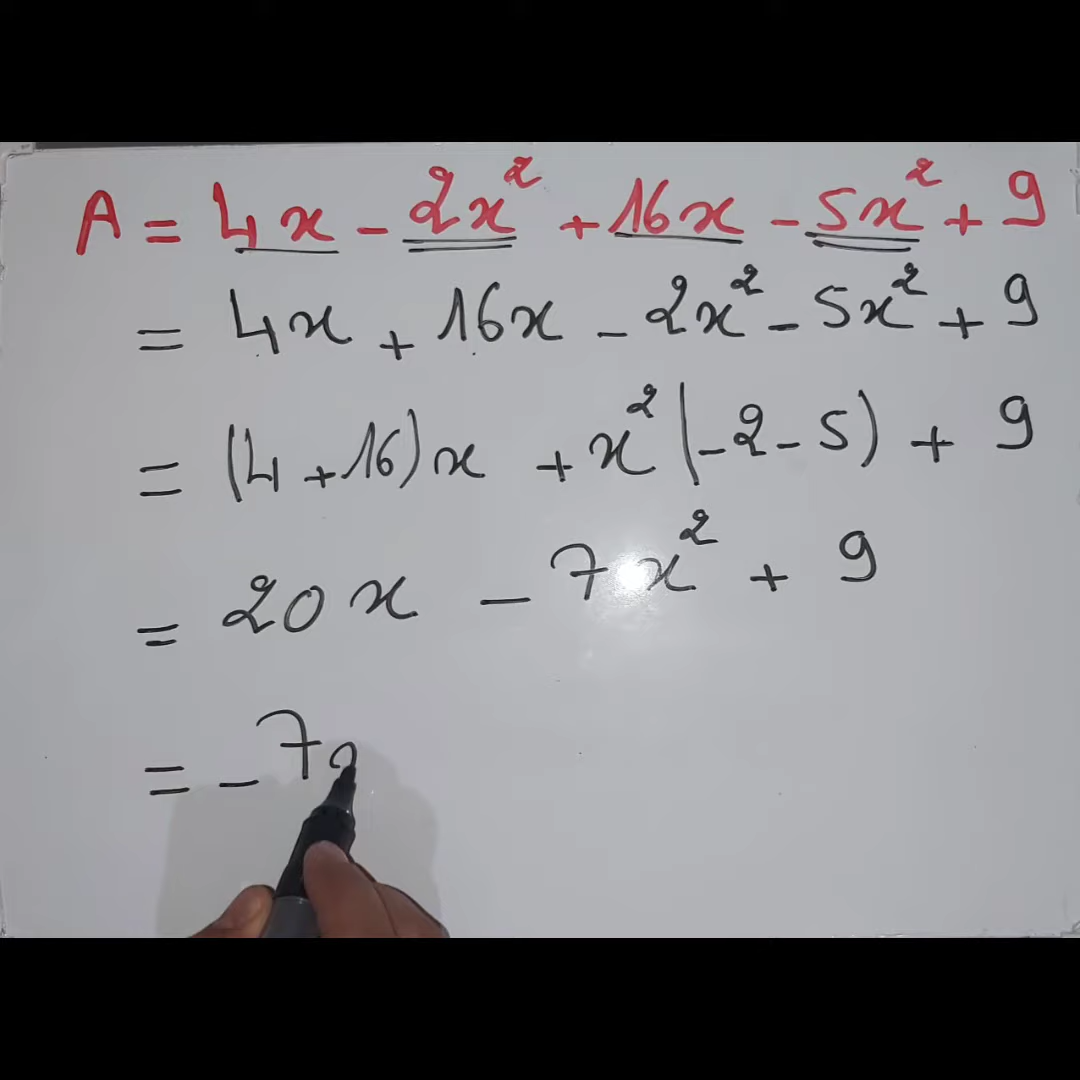 A = 4x - 2x² + 16x - 5x² + 9
= 4x + 16x - 2x² - 5x² + 9
= (4 + 16)x + x²(-2 - 5) + 9
= 20x - 7x² + 9
= -7